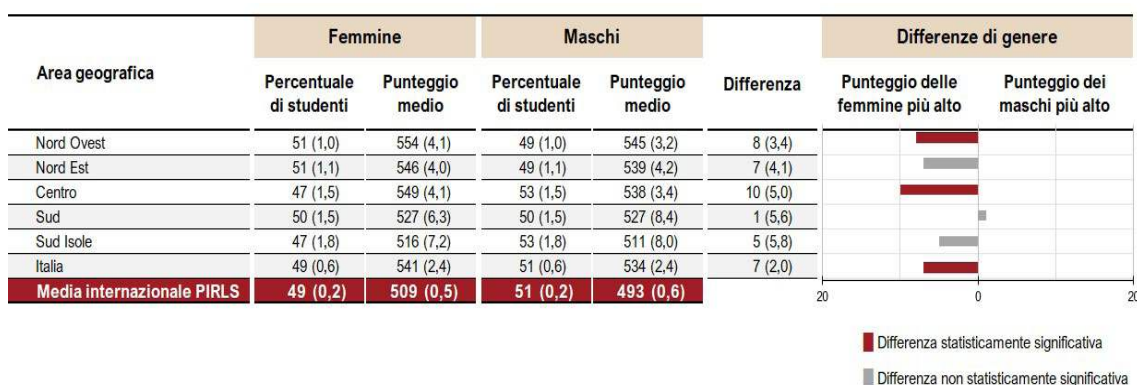 Femmine Maschi Differenze di genere
Area geografica Percentuale di studenti Punteggio medio Percentuale di studenti Punteggio medio Differenza Punteggio delle femmine più alto Punteggio dei maschi più alto
Nord Ovest 51 (1,0) 554 (4,1) 49 (1,0) 545 (3,2) 8 (3,4)
Nord Est 51 (1,1) 546 (4,0) 49 (1,1) 539 (4,2) 7 (4,1)
Centro 47 (1,5) 549 (4,1) 53 (1,5) 538 (3,4) 10 (5,0)
Sud 50 (1,5) 527 (6,3) 50 (1,5) 527 (8,4) 1 (5,6)
Sud Isole 47 (1,8) 516 (7,2) 53 (1,8) 511 (8,0) 5 (5,8)
Italia 49 (0,6) 541 (2,4) 51 (0,6) 534 (2,4) 7 (2,0)
Media internazionale PIRLS 49 (0,2) 509 (0,5) 51 (0,2) 493 (0,6)
20 0 20
Differenza statisticamente significativa
Differenza non statisticamente significativa